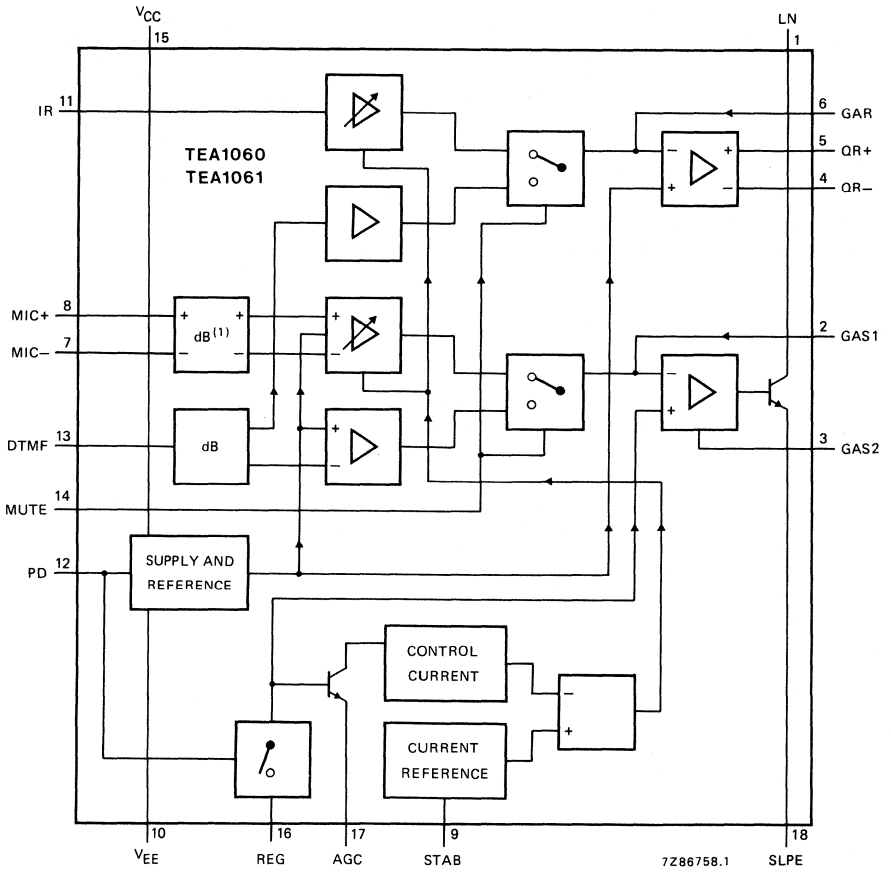 VCC
15
LN
1
IR 11
6 GAR
TEA1060
TEA1061
5 QR+
4 QR−
− +
+ −
MIC+ 8
MIC− 7
+ +
dB(1)
− −
+
−
2 GAS1
−
+
DTMF 13
dB
+
−
3 GAS2
MUTE 14
PD 12
SUPPLY AND
REFERENCE
CONTROL
CURRENT
−
+
CURRENT
REFERENCE
10
VEE
16
REG
17
AGC
9
STAB
7Z86758.1
18
SLPE